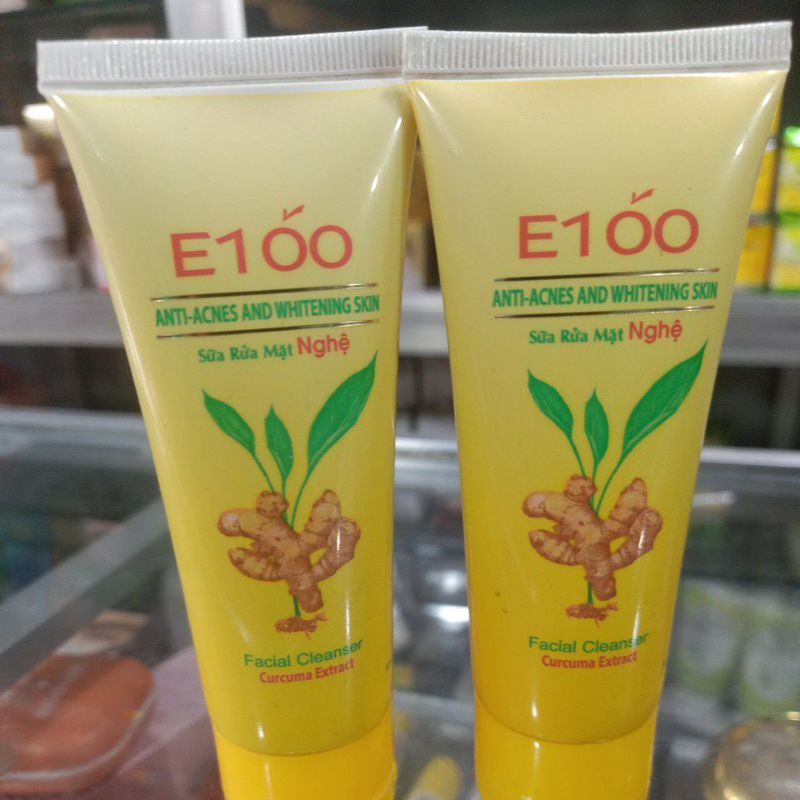 E100
ANTI-ACNES AND WHITENING SKIN
Sữa Rửa Mặt Nghệ
Facial Cleanser
Curcuma Extract
E100
ANTI-ACNES AND WHITENING SKIN
Sữa Rửa Mặt Nghệ
Facial Cleanser
Curcuma Extract